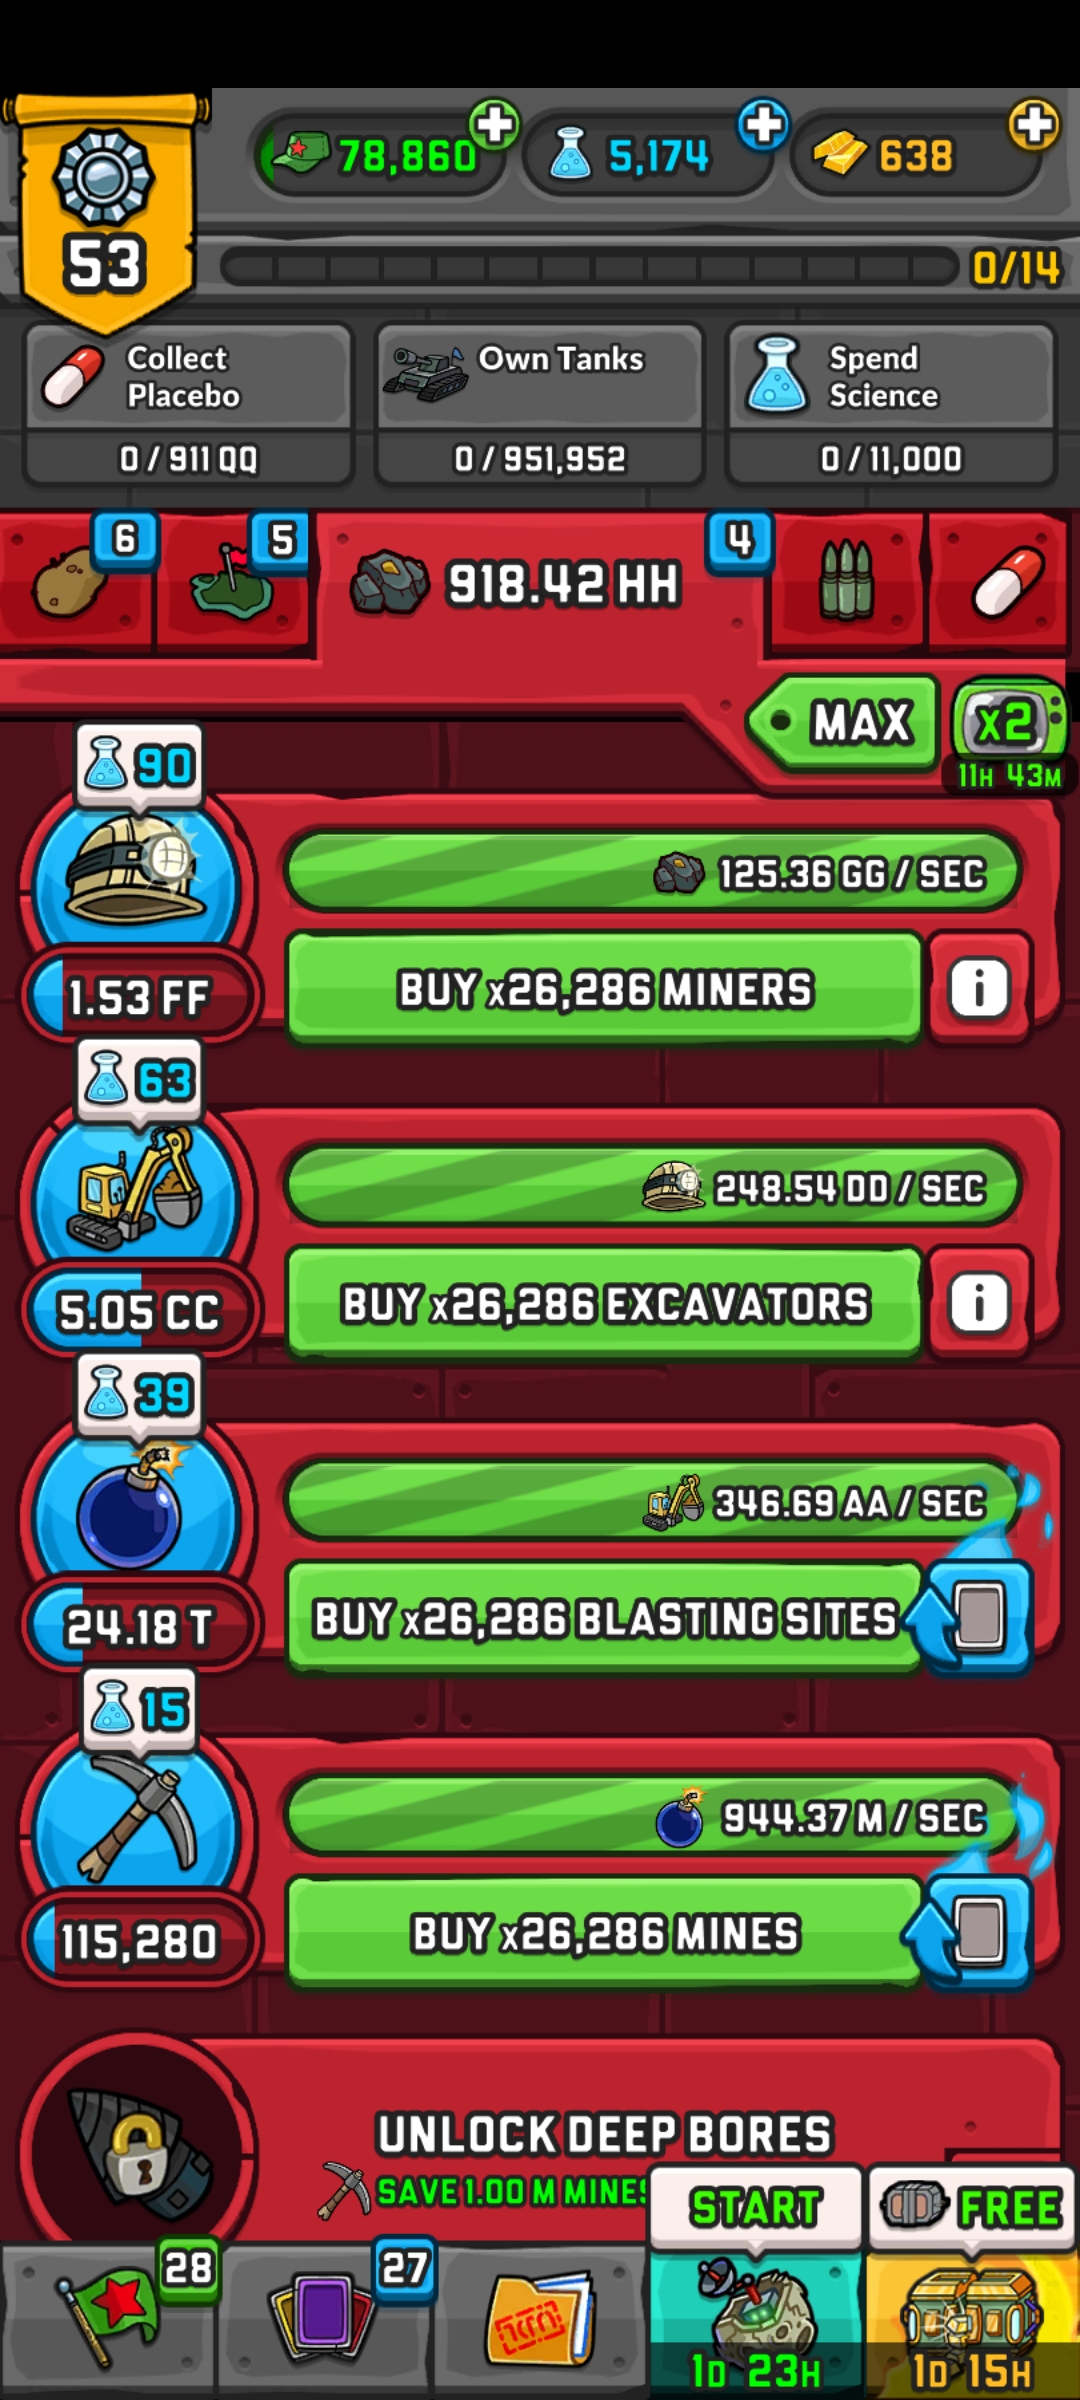 53
78,860
5,174
638
0/14
Collect
Placebo
0 / 911 QQ
Own Tanks
0 / 951,952
Spend
Science
0 / 11,000
6
5
918.42 HH
4
MAX
x2
11H 43M
90
125.36 GG / SEC
1.53 FF
BUY x26,286 MINERS
i
63
248.54 DD / SEC
5.05 CC
BUY x26,286 EXCAVATORS
i
39
346.69 AA / SEC
24.18 T
BUY x26,286 BLASTING SITES
15
944.37 M / SEC
115,280
BUY x26,286 MINES
UNLOCK DEEP BORES
SAVE 1.00 M MINES
START
FREE
28
27
1D 23H
1D 15H